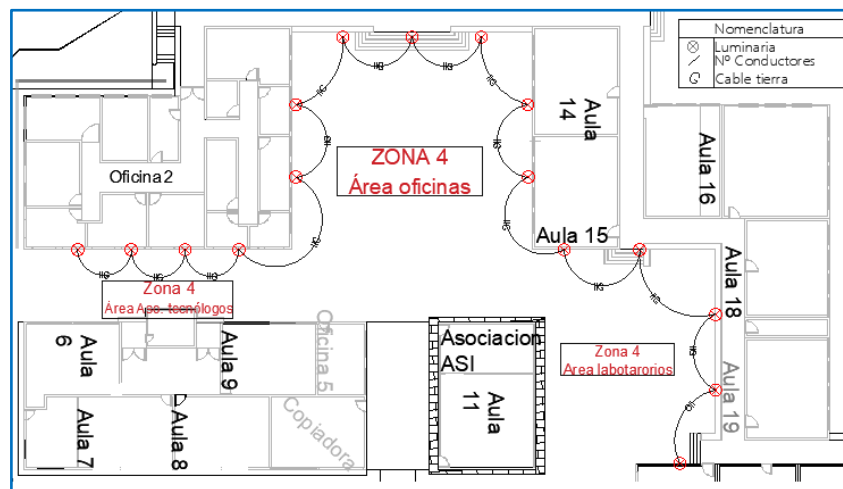 Nomenclatura
Luminaria
Nº Conductores
G Cable tierra
Aula
14
ZONA 4
Área oficinas
Aula 16
Oficina 2
Aula 15
Aula 18
Zona 4
Área Apo. tecnólogos
Oficina 5
Aula
6
Aula 9
Asociacion
ASI
Zona 4
Area labotarorios
Aula
11
Aula 19
Aula 7
Aula 8
Copiadora